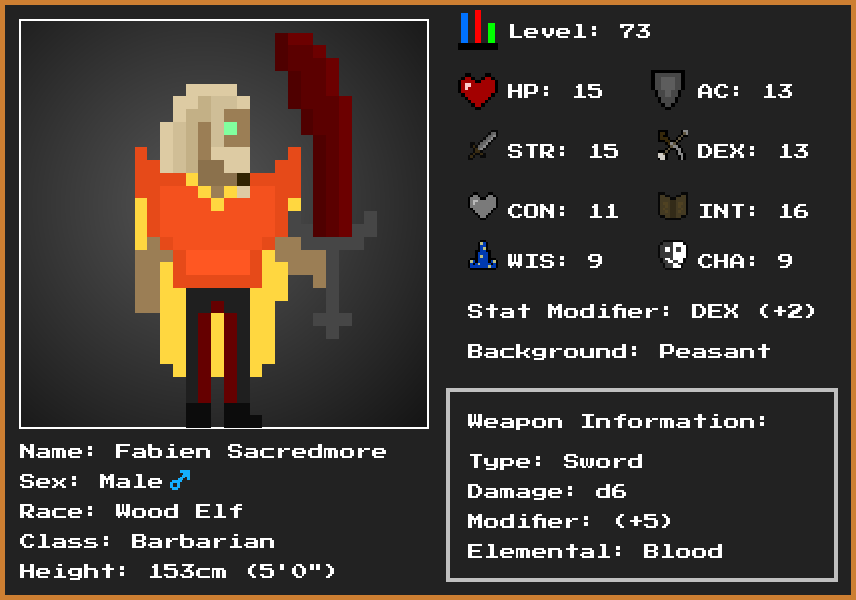 Level: 73
HP: 15 AC: 13
STR: 15 DEX: 13
CON: 11 INT: 16
WIS: 9 CHA: 9
Stat Modifier: DEX (+2)
Background: Peasant
Weapon Information:
Type: Sword
Damage: d6
Modifier: (+5)
Elemental: Blood
Name: Fabien Sacredmore
Sex: Male♂
Race: Wood Elf
Class: Barbarian
Height: 153cm (5'0")